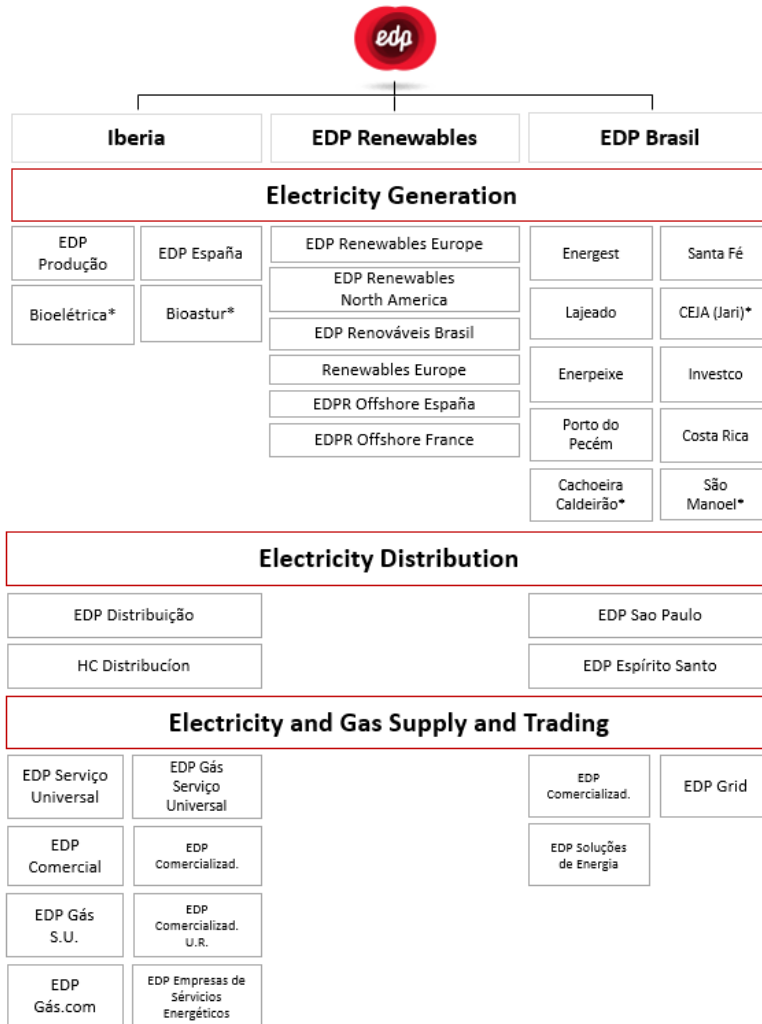 edp
Iberia
EDP Renewables
EDP Brasil
Electricity Generation
EDP
Produção
EDP España
Bioelétrica*
Bioastur*
EDP Renewables Europe
EDP Renewables
North America
EDP Renováveis Brasil
Renewables Europe
EDPR Offshore España
EDPR Offshore France
Energest
Santa Fé
Lajeado
CEJA (Jari)*
Enerpeixe
Investco
Porto do
Pecém
Costa Rica
Cachoeira
Caldeirão*
São
Manoel*
Electricity Distribution
EDP Distribuição
HC Distribucíon
EDP Sao Paulo
EDP Espírito Santo
Electricity and Gas Supply and Trading
EDP Serviço
Universal
EDP Gás
Serviço
Universal
EDP
Comercial
EDP
Comercializad.
EDP Gás
S.U.
EDP
Comercializad.
U.R.
EDP
Gás.com
EDP Empresas de
Sérvicios
Energéticos
EDP
Comercializad.
EDP Grid
EDP Soluções
de Energia